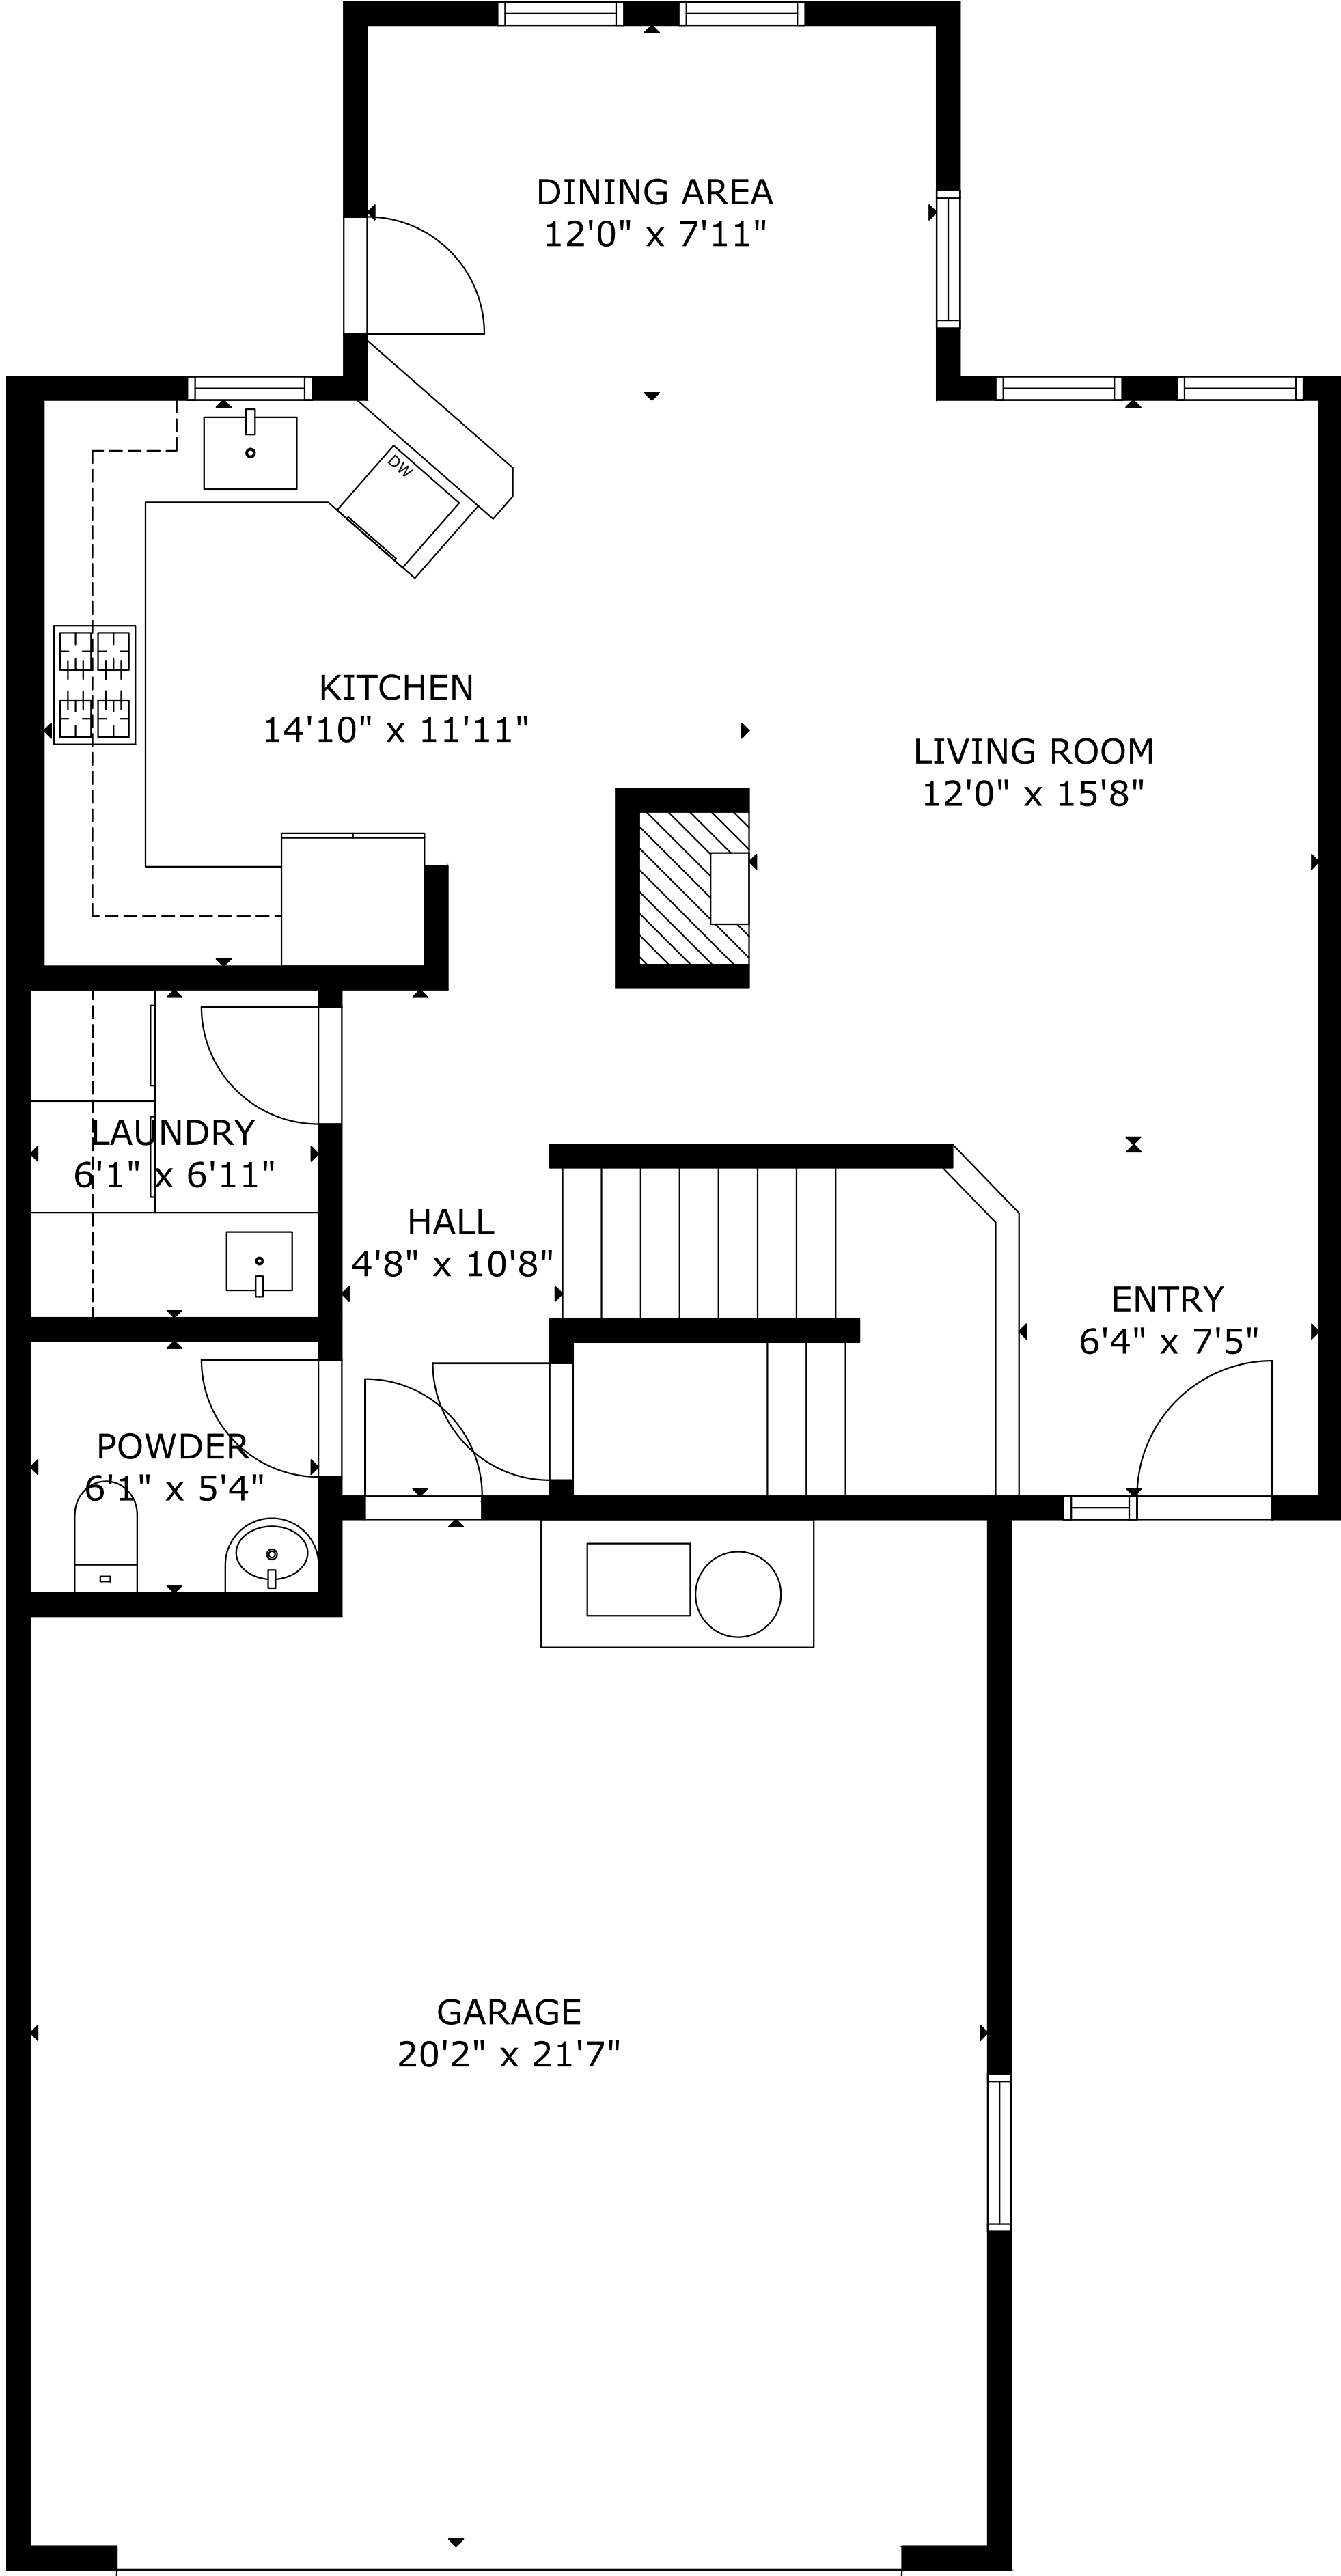 DINING AREA
12'0" x 7'11"
DW
KITCHEN
14'10" x 11'11"
LIVING ROOM
12'0" x 15'8"
LAUNDRY
6'1" x 6'11"
HALL
4'8" x 10'8"
ENTRY
6'4" x 7'5"
POWDER
6'1" x 5'4"
GARAGE
20'2" x 21'7"